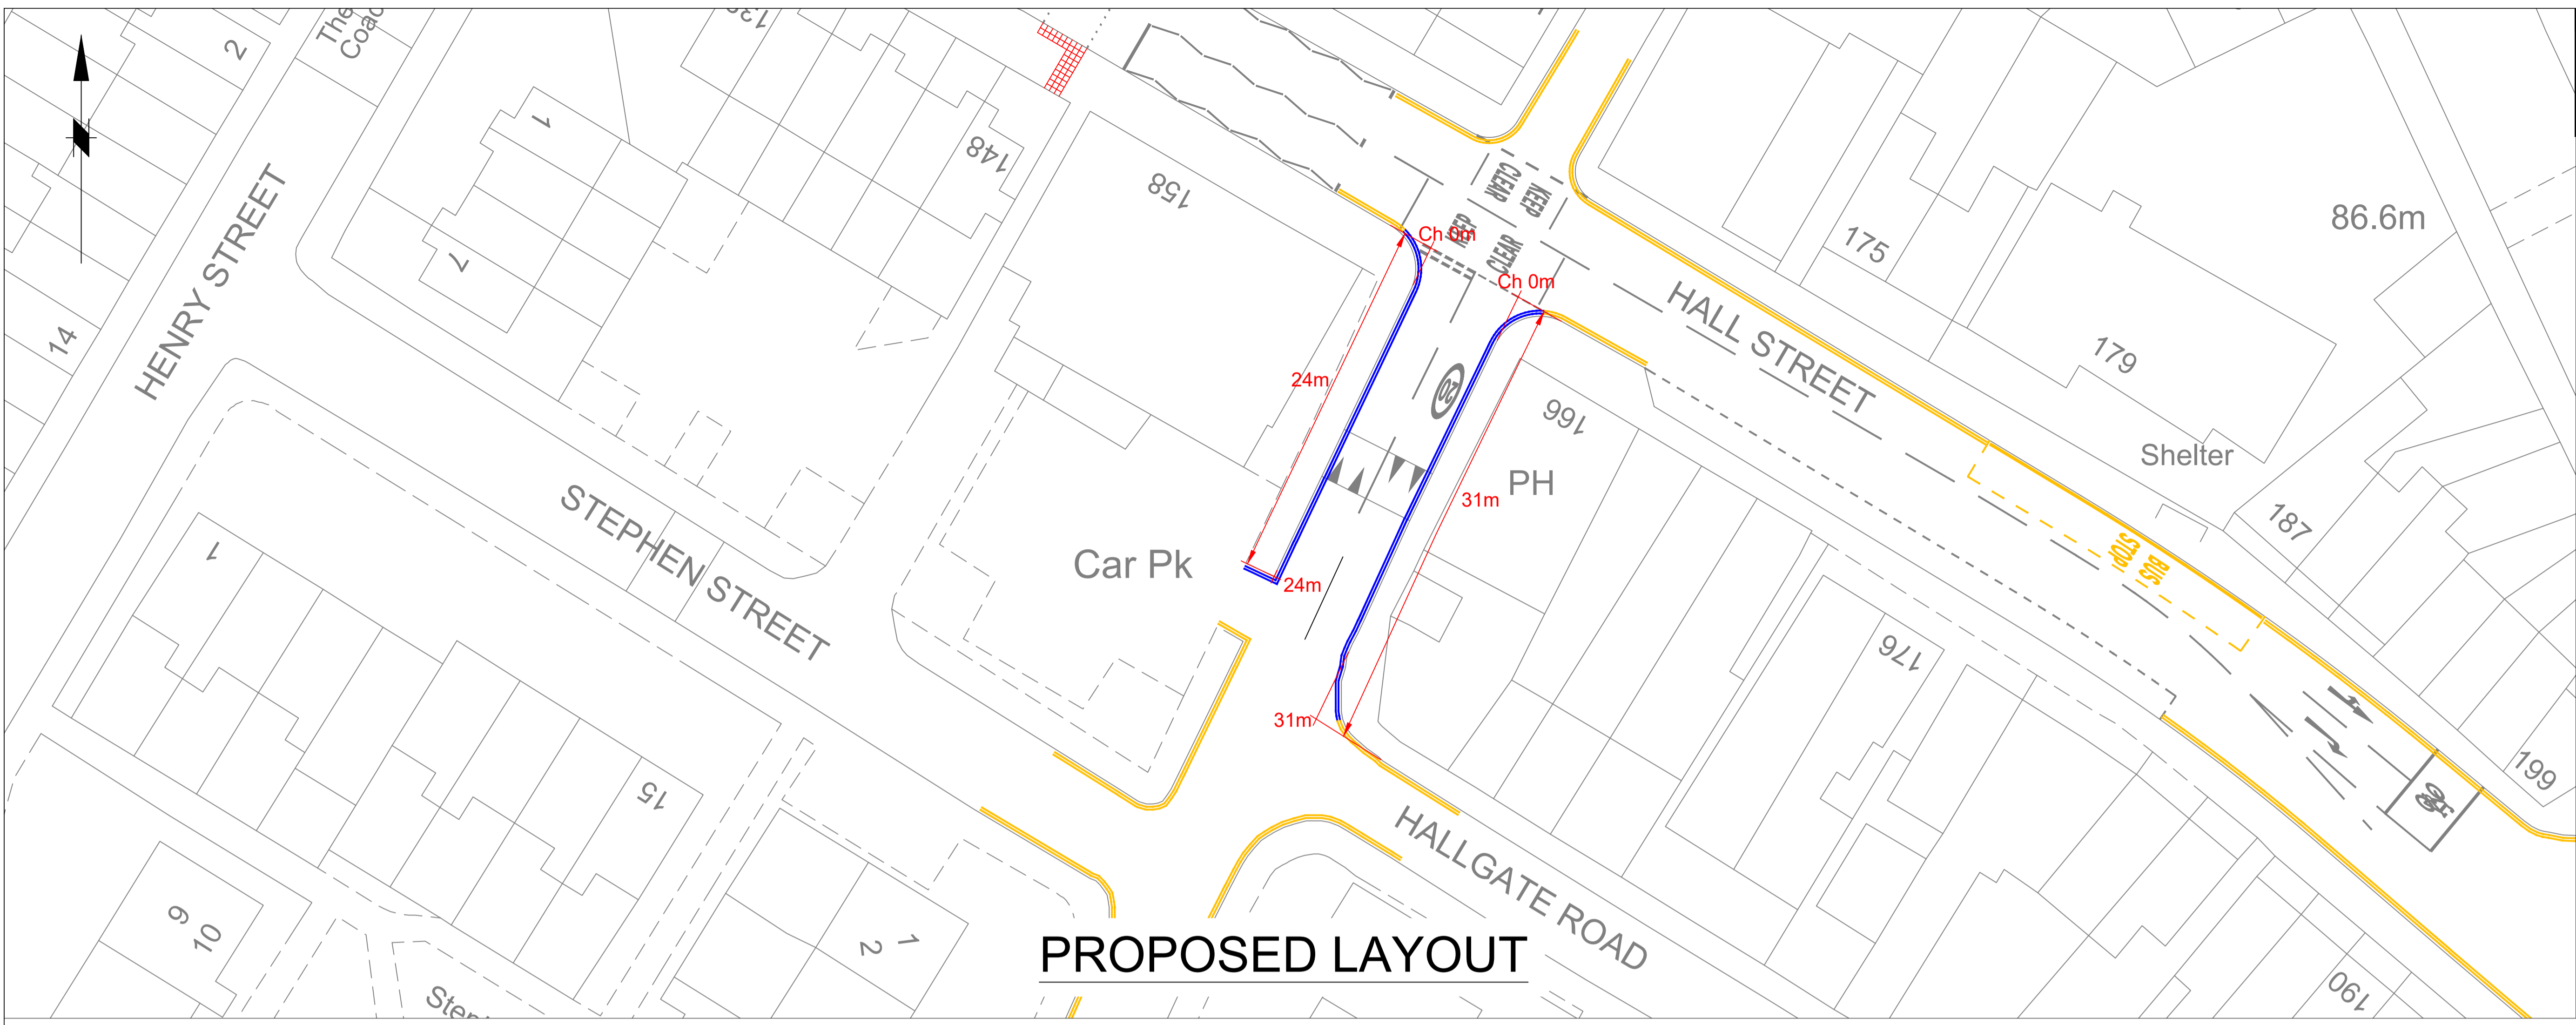 The
Coac
2
1
7
148
158
HENRY STREET
14
KEEP
CLEAR
KEEP
CLEAR
Ch 0m
Ch 0m
175
86.6m
HALL STREET
179
24m
20
166
PH
31m
Shelter
187
BUS
STOP
STEPHEN STREET
1
Car Pk
24m
176
31m
15
199
HALLGATE ROAD
9
10
1
2
PROPOSED LAYOUT
190